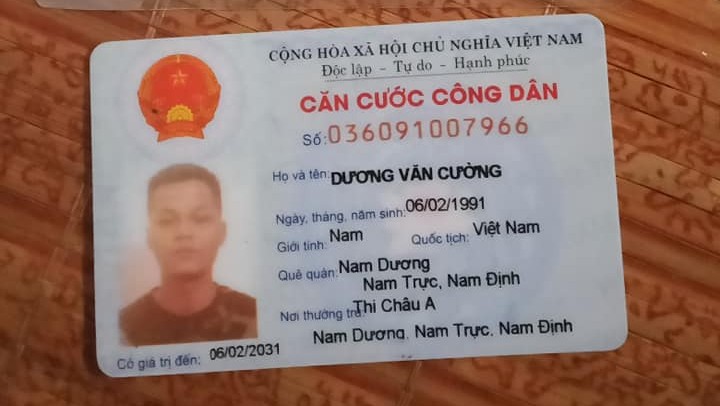 CỘNG HÒA XÃ HỘI CHỦ NGHĨA VIỆT NAM
Độc lập - Tự do - Hạnh phúc
CĂN CƯỚC CÔNG DÂN
Số: 036091007966
Họ và tên: DƯƠNG VĂN CƯỜNG
Ngày, tháng, năm sinh: 06/02/1991
Giới tính: Nam Quốc tịch: Việt Nam
Quê quán: Nam Dương
Nam Trực, Nam Định
Nơi thường trú: Thi Châu A
Nam Dương, Nam Trực, Nam Định
Có giá trị đến: 06/02/2031